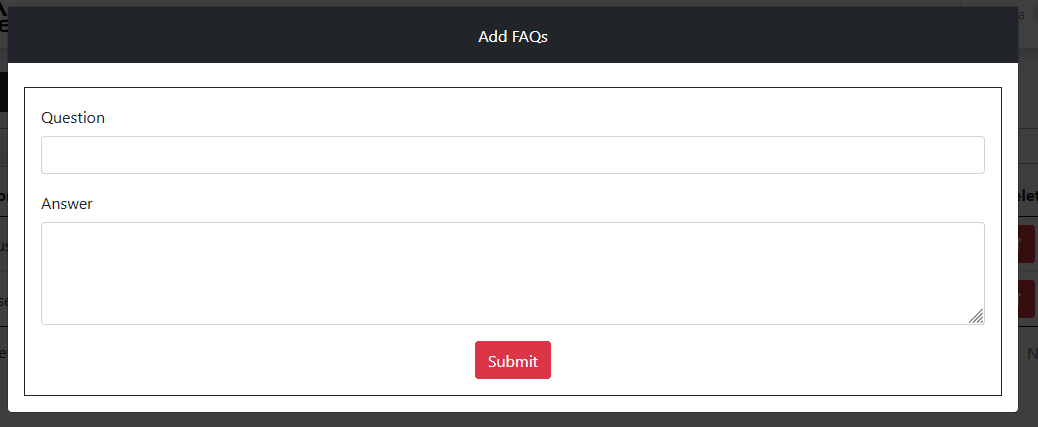 Add FAQs
Question
Answer
Submit